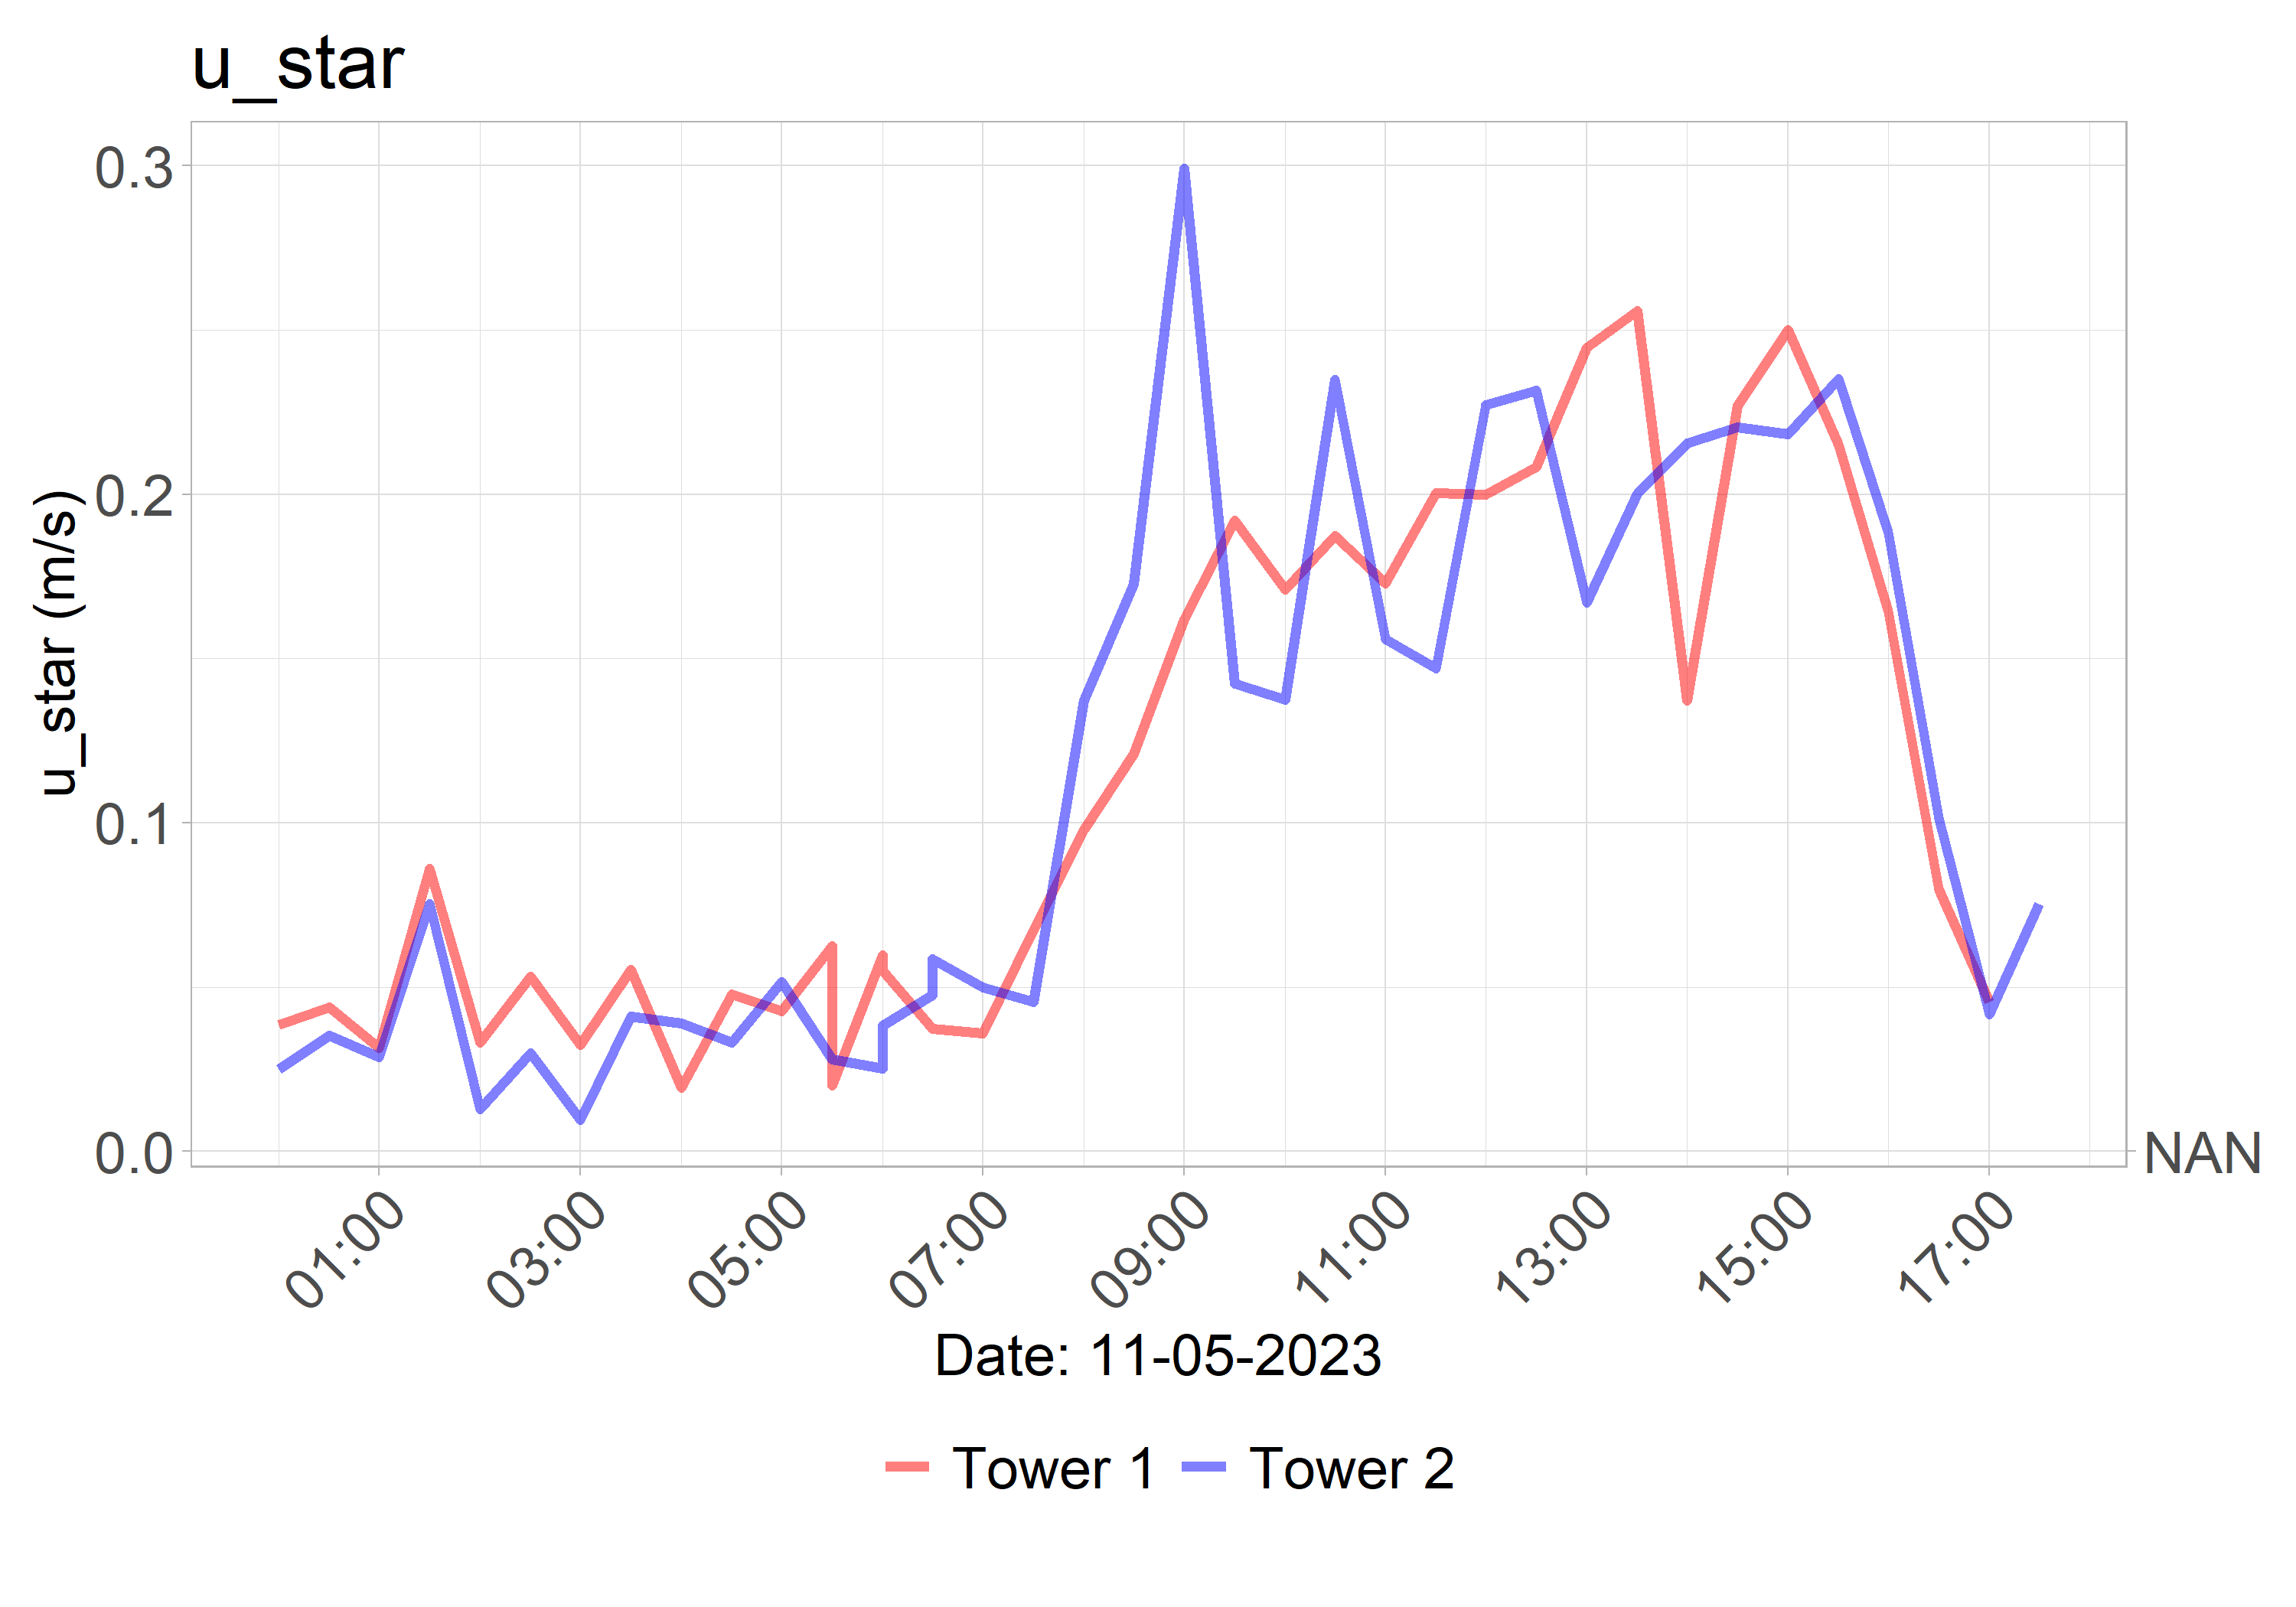 u_star
0.3
0.2
0.1
0.0
u_star (m/s)
NAN
01:00 03:00 05:00 07:00 09:00 11:00 13:00 15:00 17:00
Date: 11-05-2023
Tower 1 Tower 2